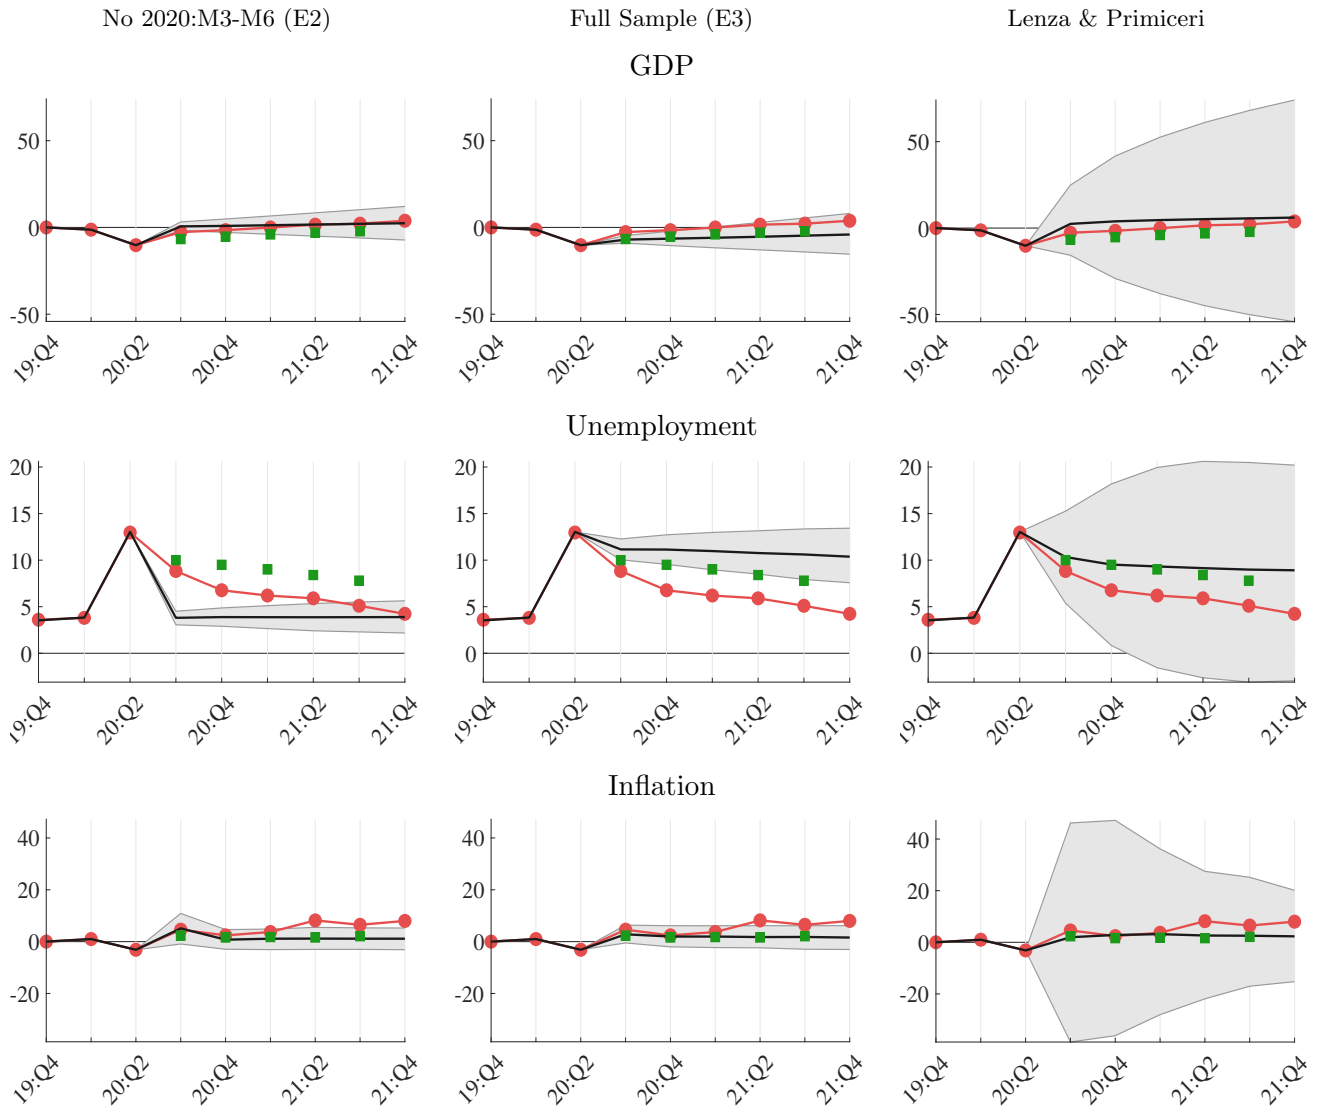 No 2020:M3-M6 (E2) Full Sample (E3) Lenza & Primiceri
GDP
50 50 50
0 0 0
-50 -50 -50
19:Q4 20:Q2 20:Q4 21:Q2 21:Q4 19:Q4 20:Q2 20:Q4 21:Q2 21:Q4 19:Q4 20:Q2 20:Q4 21:Q2 21:Q4
Unemployment
20 20 20
15 15 15
10 10 10
5 5 5
0 0 0
19:Q4 20:Q2 20:Q4 21:Q2 21:Q4 19:Q4 20:Q2 20:Q4 21:Q2 21:Q4 19:Q4 20:Q2 20:Q4 21:Q2 21:Q4
Inflation
40 40 40
20 20 20
0 0 0
-20 -20 -20
19:Q4 20:Q2 20:Q4 21:Q2 21:Q4 19:Q4 20:Q2 20:Q4 21:Q2 21:Q4 19:Q4 20:Q2 20:Q4 21:Q2 21:Q4